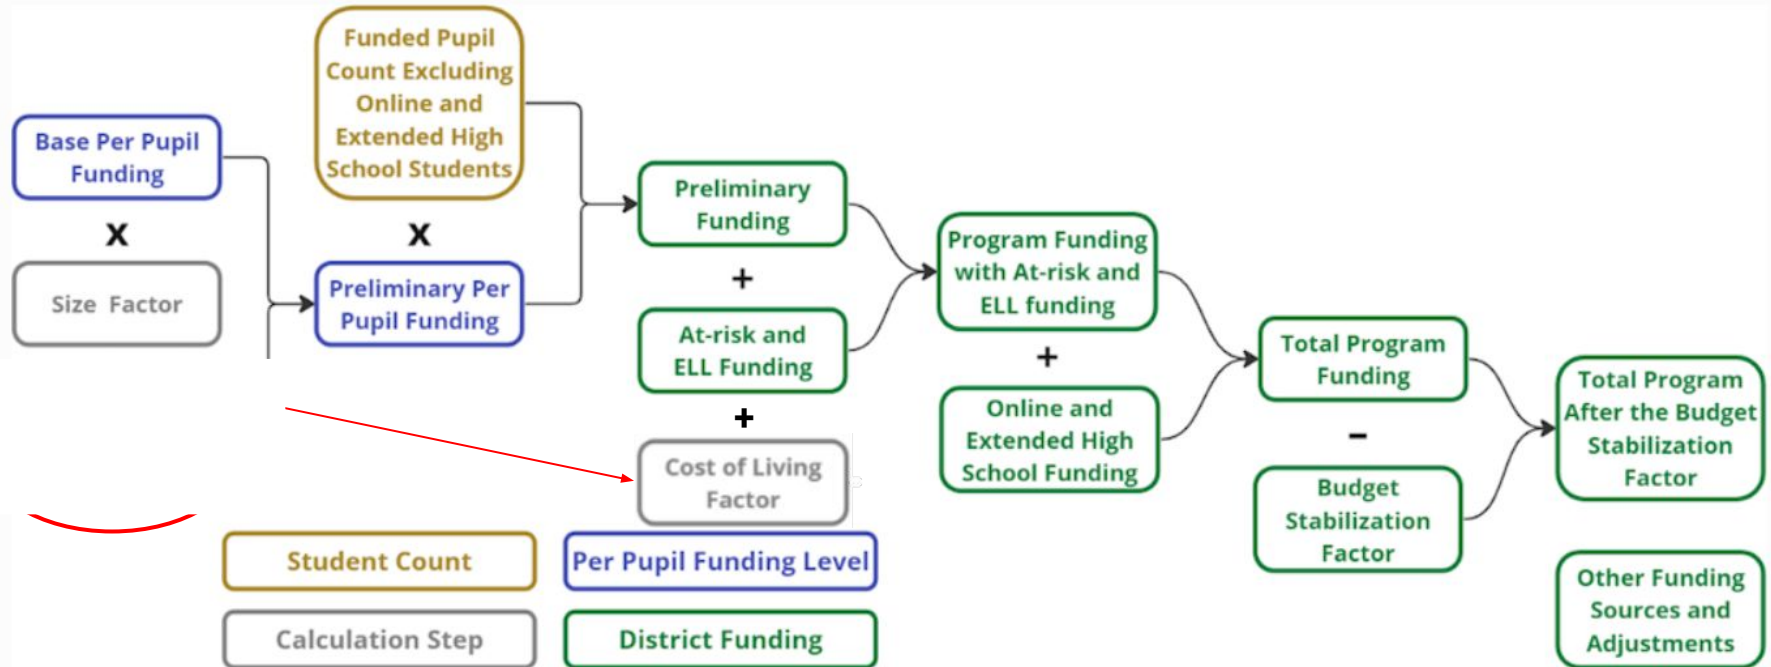 Base Per Pupil
Funding
X
Size Factor
Funded Pupil
Count Excluding
Online and
Extended High
School Students
X
Preliminary Per
Pupil Funding
Preliminary
Funding
+
At-risk and
ELL Funding
+
Cost of Living
Factor
Program Funding
with At-risk and
ELL funding
+
Online and
Extended High
School Funding
Total Program
Funding
–
Budget
Stabilization
Factor
Total Program
After the Budget
Stabilization
Factor
Other Funding
Sources and
Adjustments
Student Count
Per Pupil Funding Level
Calculation Step
District Funding